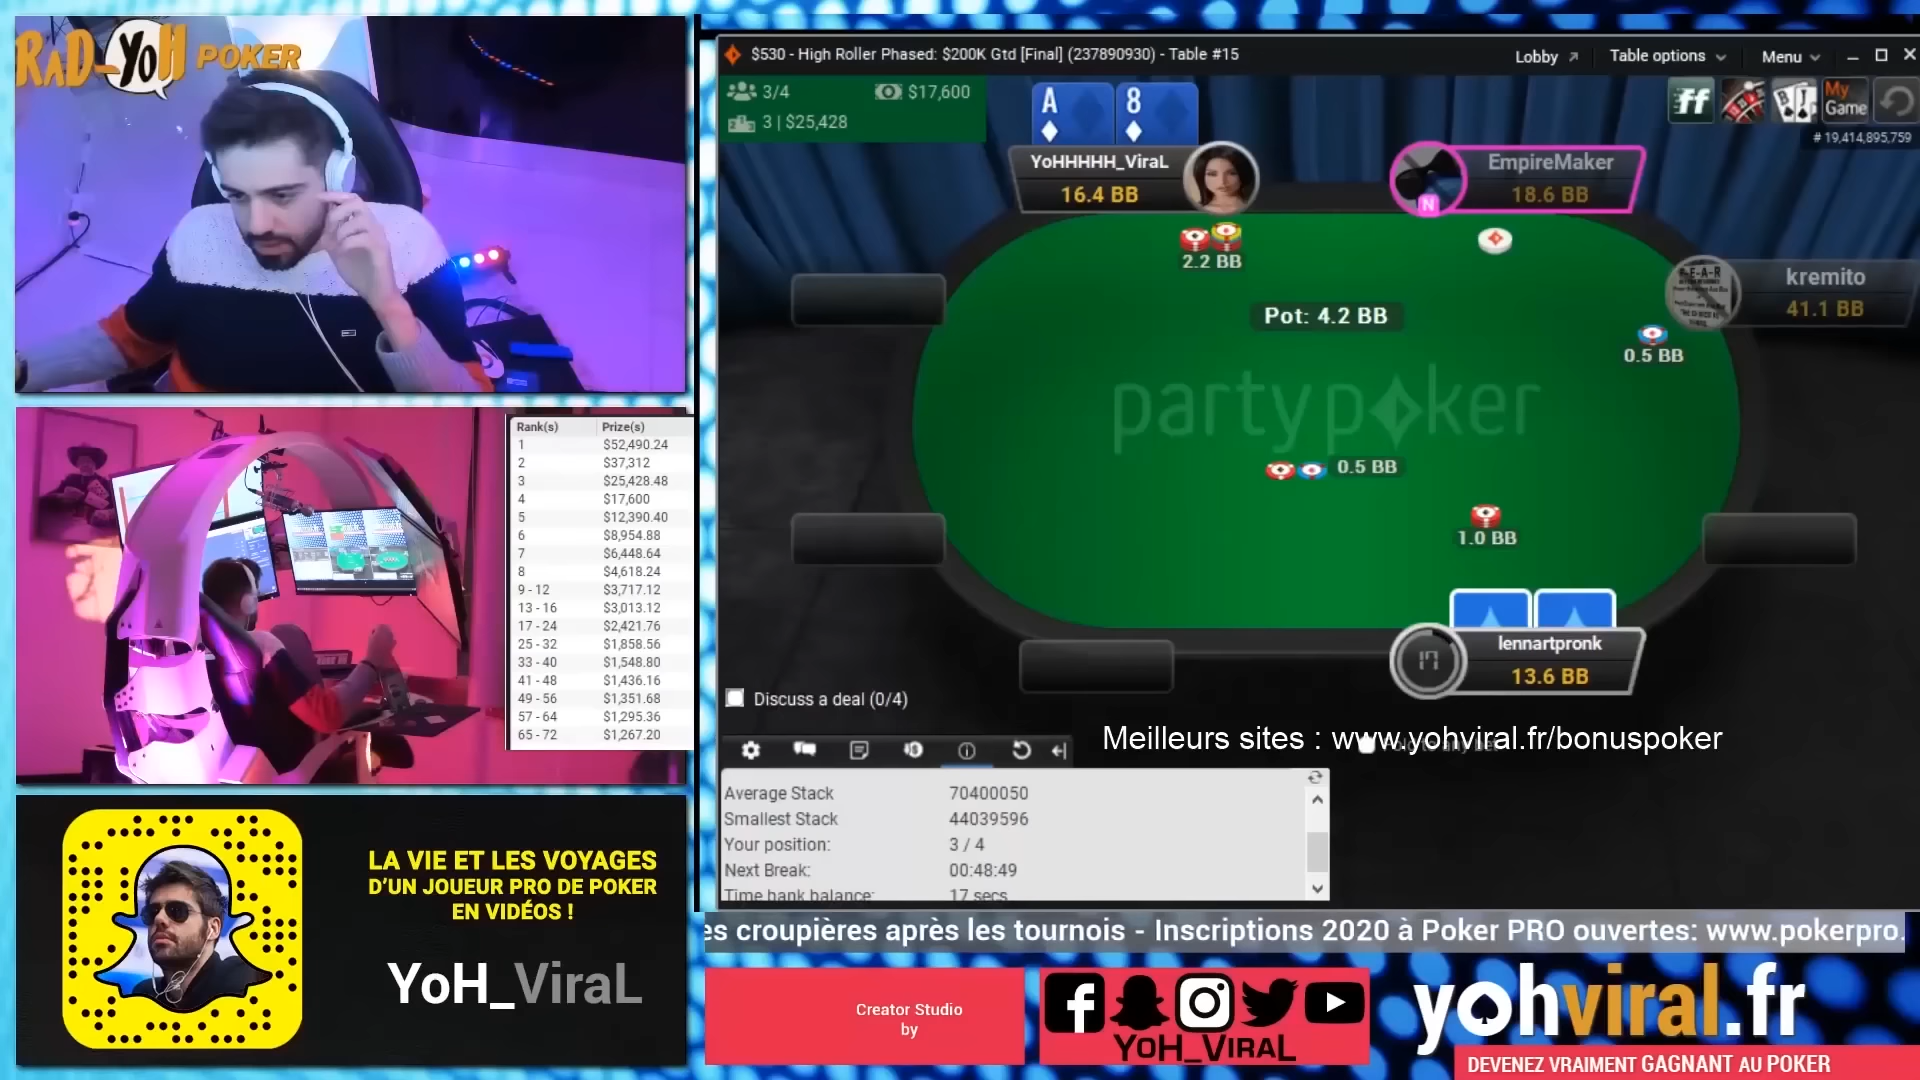 RAD-YOH POKER
Rank(s) Prize(s)
1 $52,490.24
2 $37,312
3 $25,428.48
4 $17,600
5 $12,390.40
6 $8,954.88
7 $6,448.64
8 $4,618.24
9 - 12 $3,717.12
13 - 16 $3,013.12
17 - 24 $2,421.76
25 - 32 $1,858.56
33 - 40 $1,548.80
41 - 48 $1,436.16
49 - 56 $1,351.68
57 - 64 $1,295.36
65 - 72 $1,267.20
LA VIE ET LES VOYAGES
D'UN JOUEUR PRO DE POKER
EN VIDÉOS !
YoH_ViraL
$530 - High Roller Phased: $200K Gtd [Final] (237890930) - Table #15
Lobby Table options Menu
3/4 $17,600
3 | $25,428
A 8
ff My Game
# 19,414,895,759
YoHHHHH_ViraL
16.4 BB
EmpireMaker
18.6 BB
N
2.2 BB
kremito
41.1 BB
F-E-A-R
0.5 BB
Pot: 4.2 BB
partypoker
0.5 BB
1.0 BB
lennartpronk
13.6 BB
17
Discuss a deal (0/4)
Meilleurs sites : www.yohviral.fr/bonuspoker
Average Stack 70400050
Smallest Stack 44039596
Your position: 3 / 4
Next Break: 00:48:49
Time bank balance: 17 secs
es croupières après les tournois - Inscriptions 2020 à Poker PRO ouvertes: www.pokerpro.
Creator Studio
by
YoH_ViraL
yohviral.fr
DEVENEZ VRAIMENT GAGNANT AU POKER